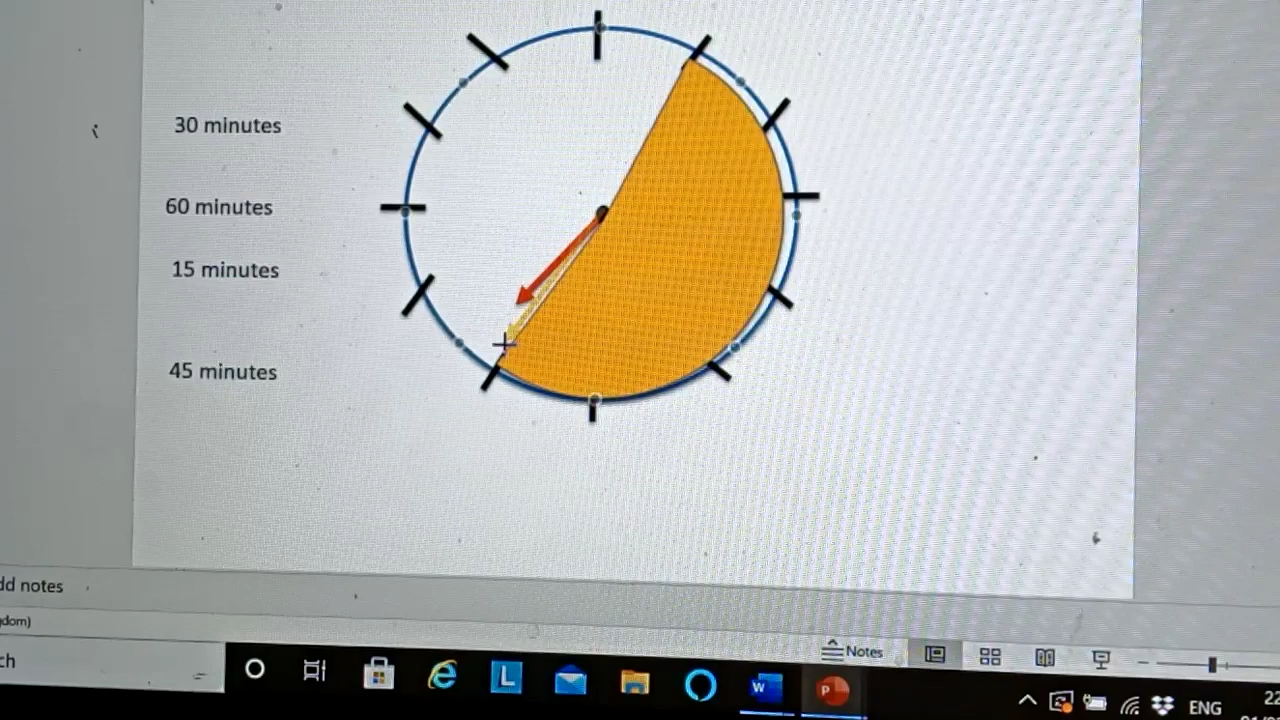 30 minutes
60 minutes
15 minutes
45 minutes
dd notes
dom)
ch
Notes
L
W
P
ENG
22